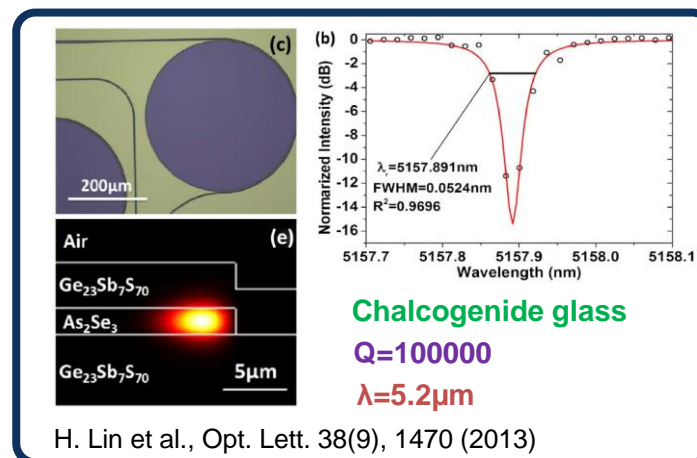 (c)
200μm
(b)
0
-2
-4
-6
-8
-10
-12
-14
-16
Normarized Intensity (dB)
λr=5157.891nm
FWHM=0.0524nm
R²=0.9696
5157.7 5157.8 5157.9 5158.0 5158.1
Wavelength (nm)
(e)
Air
Ge₂₃Sb₇S₇₀
As₂Se₃
Ge₂₃Sb₇S₇₀
5μm
Chalcogenide glass
Q=100000
λ=5.2μm
H. Lin et al., Opt. Lett. 38(9), 1470 (2013)